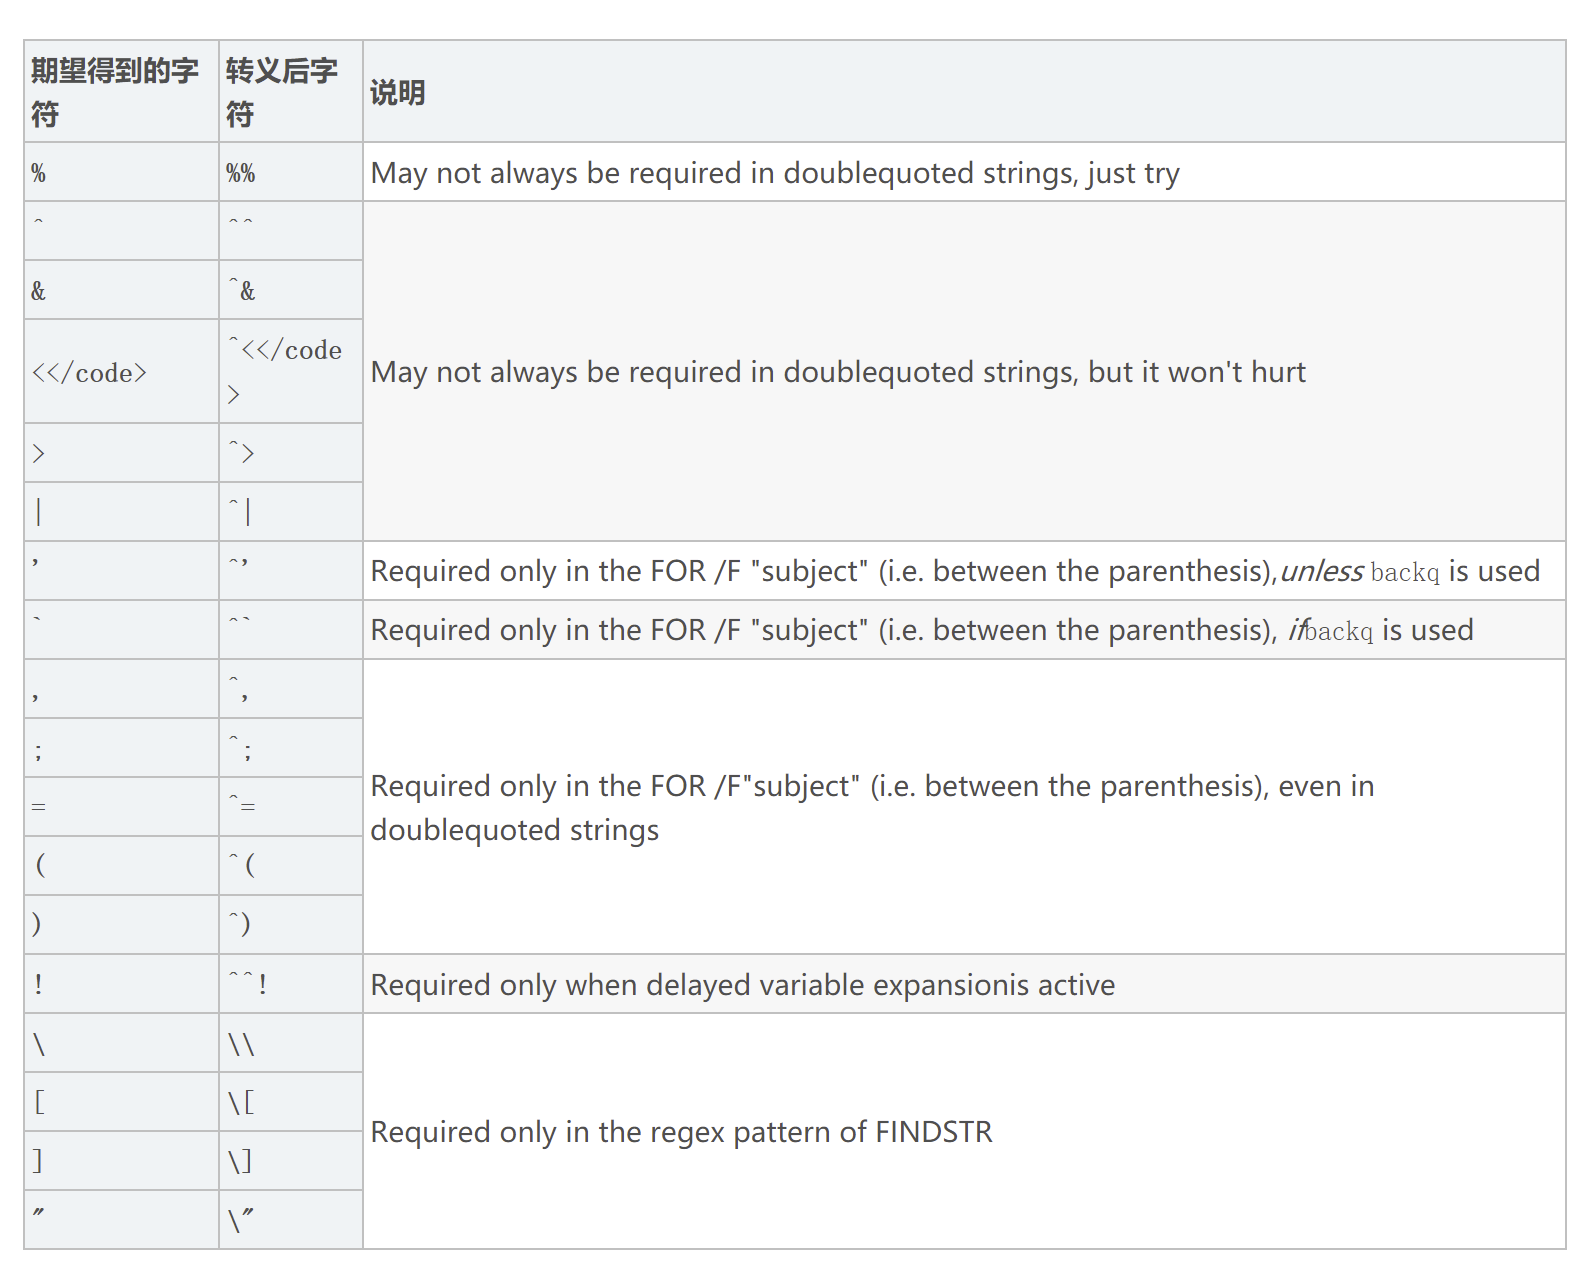 期望得到的字
符
转义后字
符
说明
% %% May not always be required in doublequoted strings, just try
^ ^^
& ^&
<</code> ^<</code
>
May not always be required in doublequoted strings, but it won't hurt
> ^>
| ^|
' ^' Required only in the FOR /F "subject" (i.e. between the parenthesis),unless backq is used
` ^` Required only in the FOR /F "subject" (i.e. between the parenthesis), ifbackq is used
, ^,
; ^;
= ^=
Required only in the FOR /F"subject" (i.e. between the parenthesis), even in
doublequoted strings
( ^(
) ^)
! ^^! Required only when delayed variable expansionis active
\ \\
[ \[
Required only in the regex pattern of FINDSTR
] \]
" \"